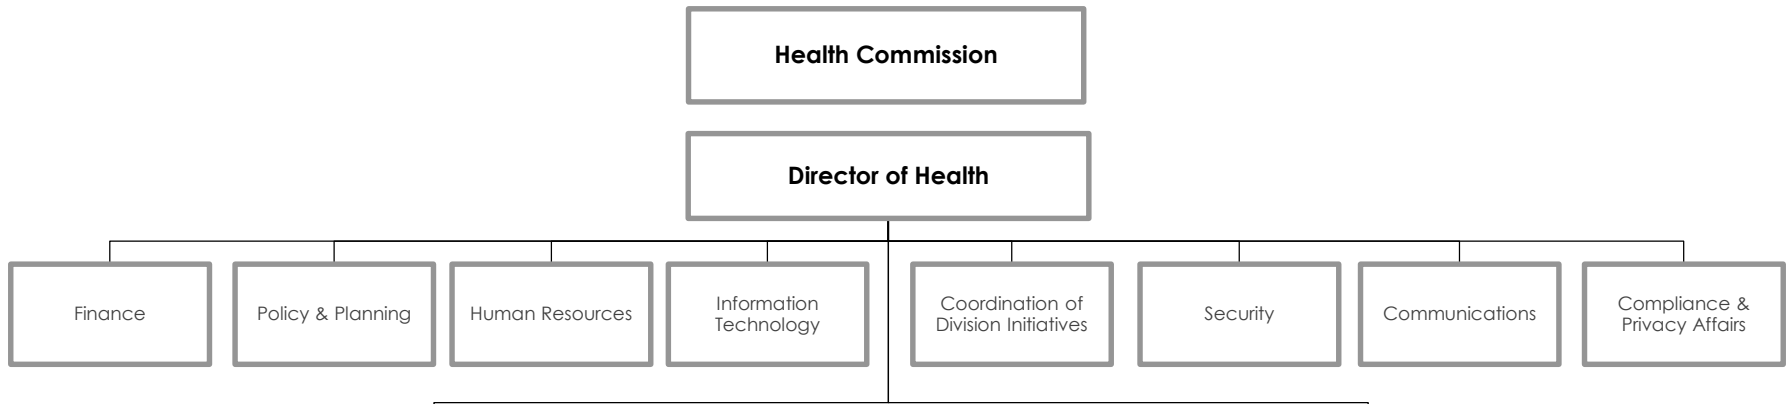 Health Commission
Director of Health
Finance
Policy & Planning
Human Resources
Information
Technology
Coordination of
Division Initiatives
Security
Communications
Compliance &
Privacy Affairs